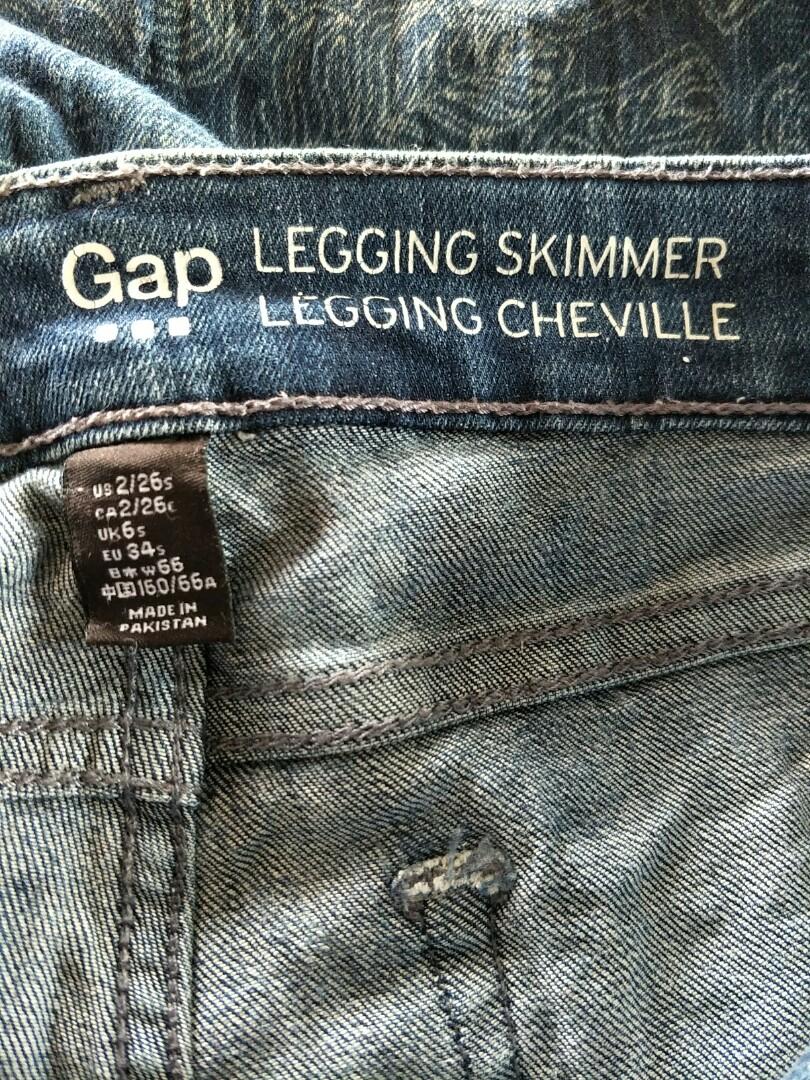 Gap
LEGGING SKIMMER
LEGGING CHEVILLE
US 2/26s
CA 2/26s
UK 6s
EU 34s
日本 W66
中国 160/66A
MADE IN
PAKISTAN